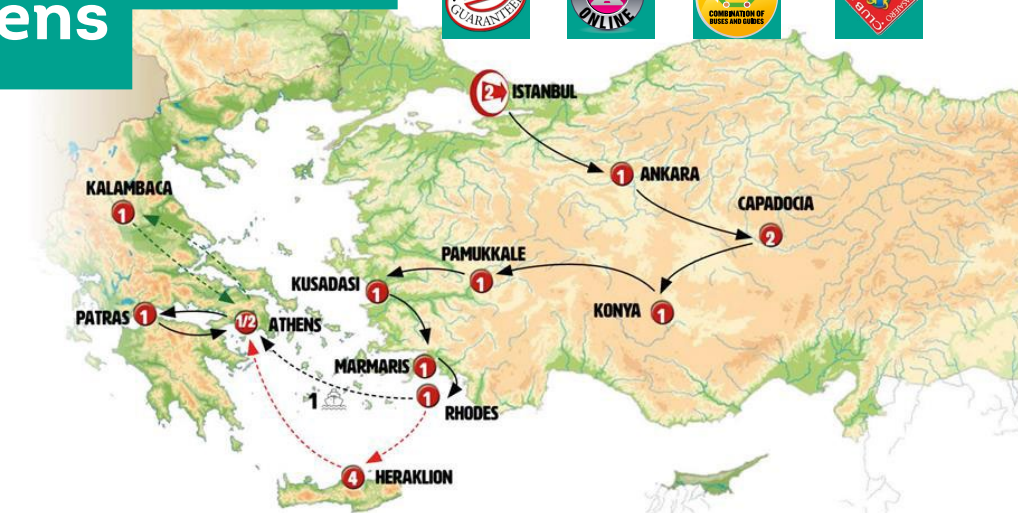 ens
GUARANTEE
ONLINE
COMBINATION OF
BUSES AND GUIDES
CLUB
2
ISTANBUL
1
ANKARA
CAPADOCIA
2
KALAMBACA
1
PAMUKKALE
1
KUSADASI
1
KONYA
1
PATRAS
1
1/2
ATHENS
MARMARIS
1
1
1
RHODES
4
HERAKLION